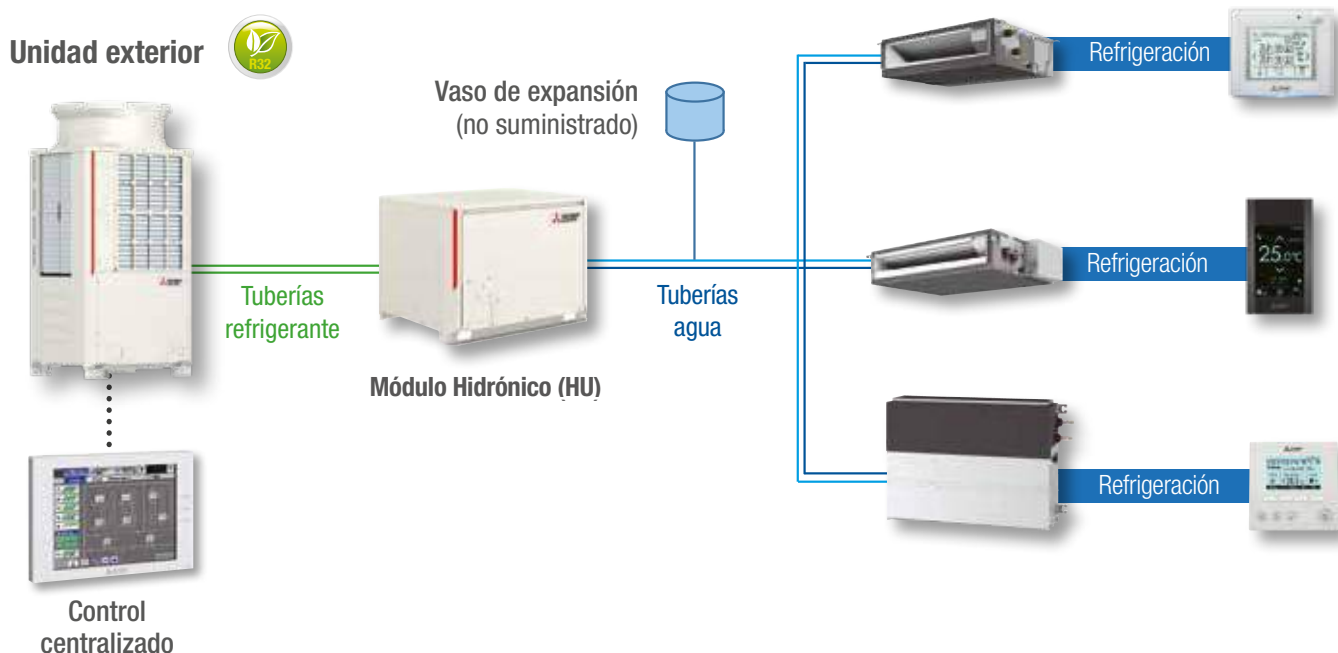 Unidad exterior
R32
Vaso de expansión
(no suministrado)
Refrigeración
Tuberías
refrigerante
Módulo Hidrónico (HU)
Tuberías
agua
Refrigeración
25.0°C
Refrigeración
Control
centralizado